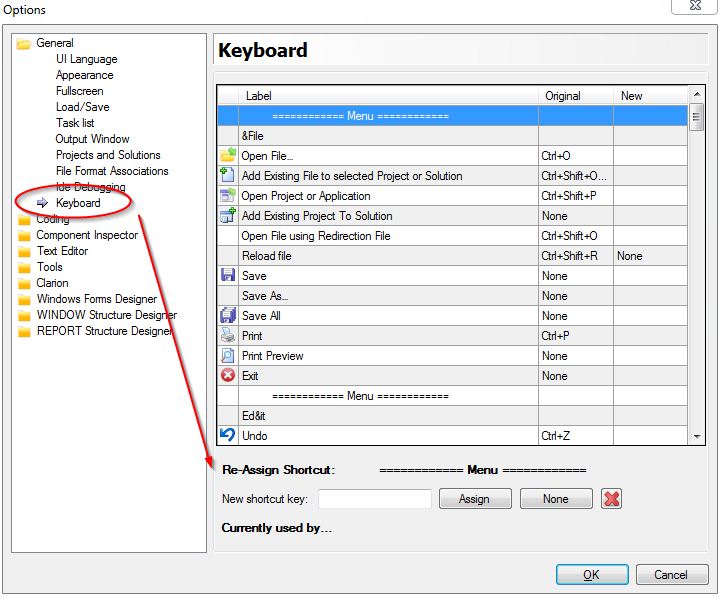 Options
General
UI Language
Appearance
Fullscreen
Load/Save
Task list
Output Window
Projects and Solutions
File Format Associations
Ide Debugging
Keyboard
Coding
Component Inspector
Text Editor
Tools
Clarion
Windows Forms Designer
WINDOW Structure Designer
REPORT Structure Designer
Keyboard
Label Original New
============ Menu ============
&File
Open File... Ctrl+O
Add Existing File to selected Project or Solution Ctrl+Shift+O...
Open Project or Application Ctrl+Shift+P
Add Existing Project To Solution None
Open File using Redirection File Ctrl+Shift+O
Reload file Ctrl+Shift+R None
Save None
Save As... None
Save All None
Print Ctrl+P
Print Preview None
Exit None
============ Menu ============
Ed&it
Undo Ctrl+Z
Re-Assign Shortcut: ============ Menu ============
New shortcut key: Assign None
Currently used by...
OK Cancel